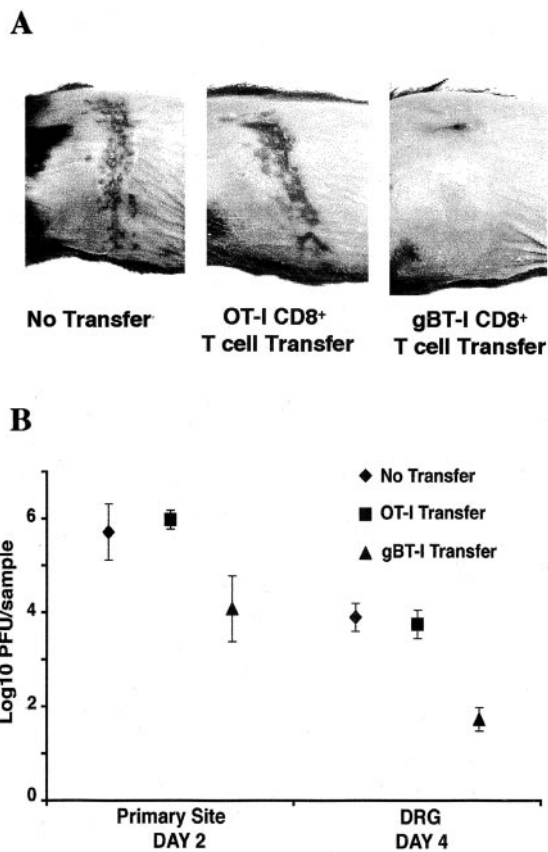 A
No Transfer
OT-I CD8+
T cell Transfer
gBT-I CD8+
T cell Transfer
B
Log10 PFU/sample
6
4
2
0
No Transfer
OT-I Transfer
gBT-I Transfer
Primary Site
DAY 2
DRG
DAY 4